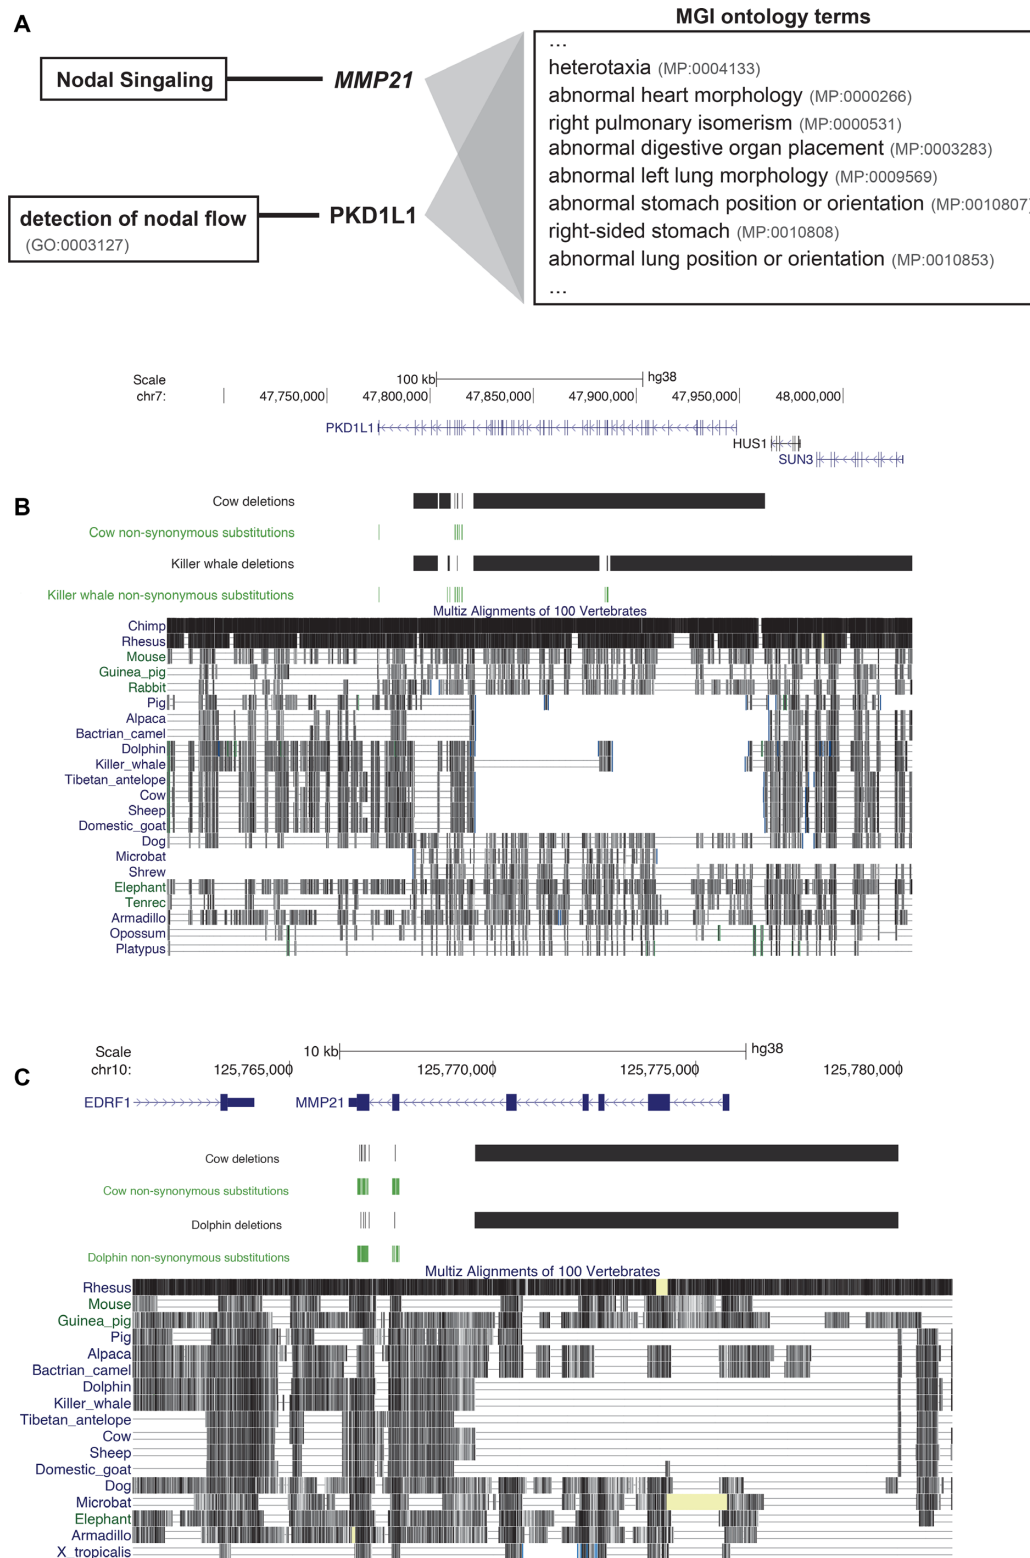 A
MGI ontology terms
Nodal Singaling
MMP21
detection of nodal flow
(GO:0003127)
PKD1L1
...
heterotaxia (MP:0004133)
abnormal heart morphology (MP:0000266)
right pulmonary isomerism (MP:0000531)
abnormal digestive organ placement (MP:0003283)
abnormal left lung morphology (MP:0009569)
abnormal stomach position or orientation (MP:0010807)
right-sided stomach (MP:0010808)
abnormal lung position or orientation (MP:0010853)
...
Scale 100 kb hg38
chr7: 47,750,000 47,800,000 47,850,000 47,900,000 47,950,000 48,000,000
PKD1L1
HUS1
SUN3
B
Cow deletions
Cow non-synonymous substitutions
Killer whale deletions
Killer whale non-synonymous substitutions
Multiz Alignments of 100 Vertebrates
Chimp
Rhesus
Mouse
Guinea_pig
Rabbit
Pig
Alpaca
Bactrian_camel
Dolphin
Killer_whale
Tibetan_antelope
Cow
Sheep
Domestic_goat
Dog
Microbat
Shrew
Elephant
Tenrec
Armadillo
Opossum
Platypus
C
Scale 10 kb hg38
chr10: 125,765,000 125,770,000 125,775,000 125,780,000
EDRF1 MMP21
Cow deletions
Cow non-synonymous substitutions
Dolphin deletions
Dolphin non-synonymous substitutions
Multiz Alignments of 100 Vertebrates
Rhesus
Mouse
Guinea_pig
Pig
Alpaca
Bactrian_camel
Dolphin
Killer_whale
Tibetan_antelope
Cow
Sheep
Domestic_goat
Dog
Microbat
Elephant
Armadillo
X_tropicalis